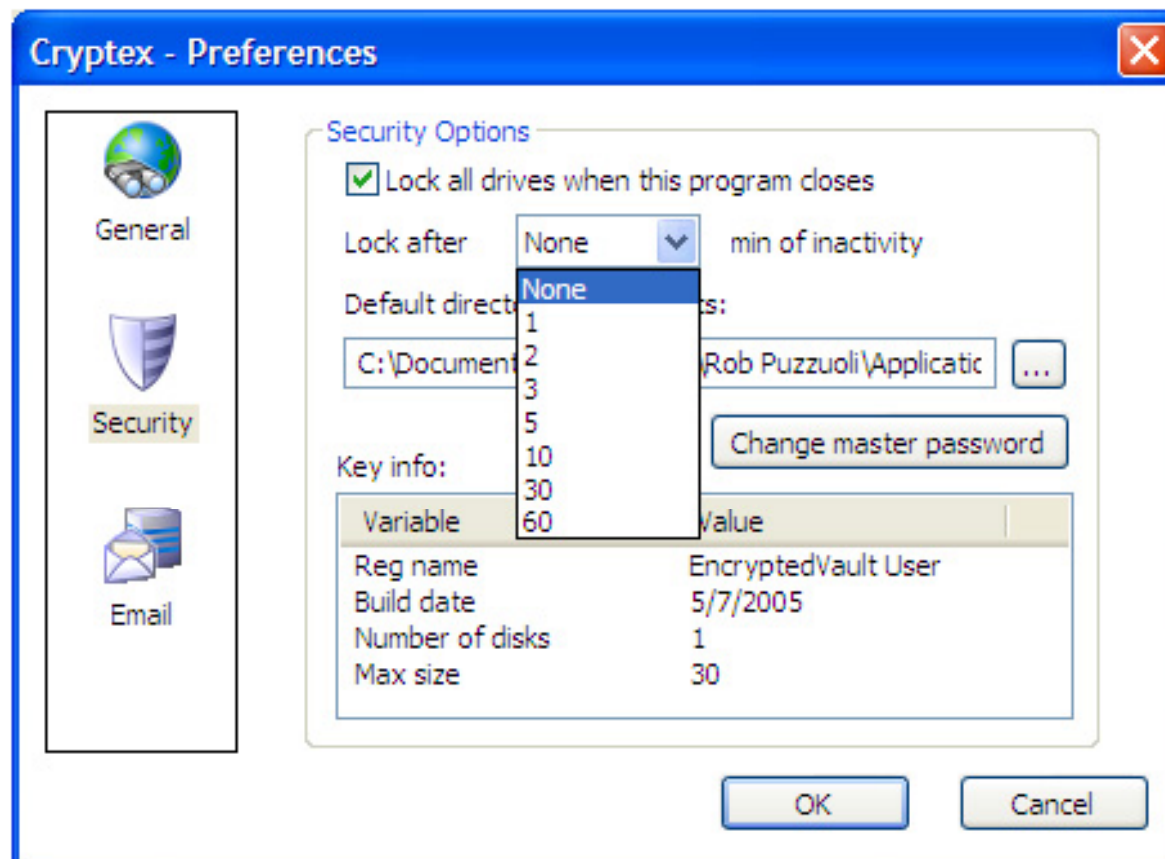 Cryptex - Preferences
General
Security
Email
Security Options
Lock all drives when this program closes
Lock after None min of inactivity
None
1
2
3
5
10
30
60
Default
C:\Document \Rob Puzzuoli\Applicatic ...
Change master password
Key info:
Variable Value
Reg name EncryptedVault User
Build date 5/7/2005
Number of disks 1
Max size 30
OK Cancel